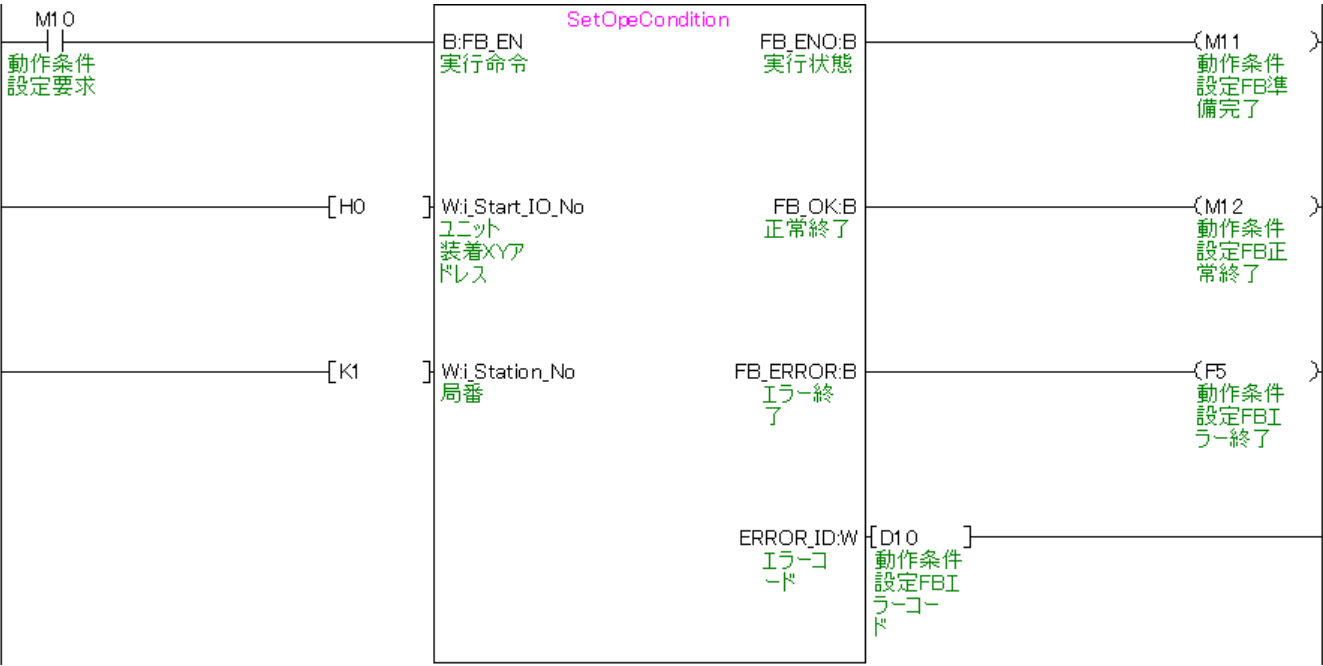 M10
動作条件
設定要求
SetOpeCondition
B:FB_EN
実行命令
FB_ENO:B
実行状態
M11
動作条件
設定FB準
備完了
H0
W:i_Start_IO_No
ユニット
装着XYア
ドレス
FB_OK:B
正常終了
M12
動作条件
設定FB正
常終了
K1
W:i_Station_No
局番
FB_ERROR:B
エラー終
了
F5
動作条件
設定FBエ
ラー終了
ERROR_ID:W
エラーコ
ード
D10
動作条件
設定FBエ
ラーコー
ド